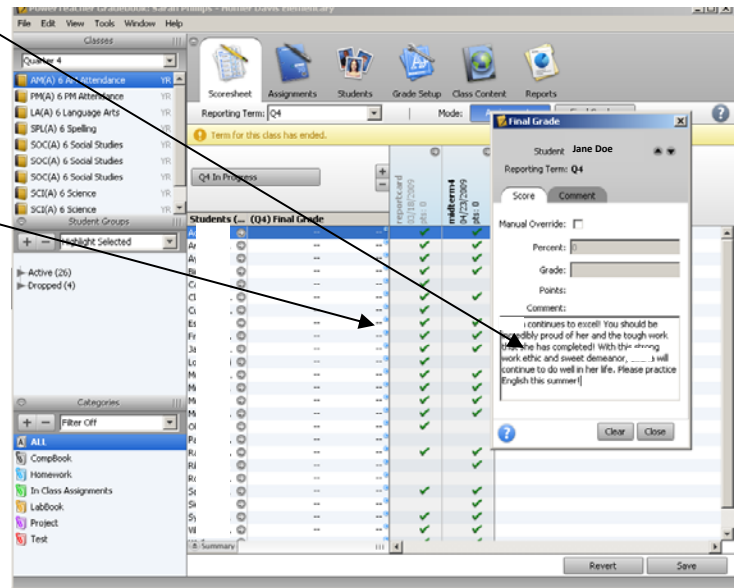 PowerTeacher Gradebook: Sarah Phillips - Homer Davis Elementary
File Edit View Tools Window Help
Classes
Quarter 4
AM(A) 6 AM Attendance YR
PM(A) 6 PM Attendance YR
LA(A) 6 Language Arts YR
SPL(A) 6 Spelling YR
SOC(A) 6 Social Studies YR
SOC(A) 6 Social Studies YR
SOC(A) 6 Social Studies YR
SCI(A) 6 Science YR
SCI(A) 6 Science YR
Student Groups
Highlight Selected
Active (26)
Dropped (4)
Categories
Filter Off
ALL
CompBook
Homework
In Class Assignments
LabBook
Project
Test
Scoresheet Assignments Students Grade Setup Class Content Reports
Reporting Term: Q4 Mode:
Term for this class has ended.
Q4 In Progress
reportcard
03/18/2009
pts: 0
midterm4
04/23/2009
pts: 0
Students (... (Q4) Final Grade
Summary
Revert Save
Final Grade
Student Jane Doe
Reporting Term: Q4
Score Comment
Manual Override:
Percent: 0
Grade:
Points:
Comment:
continues to excel! You should be
incredibly proud of her and the tough work
that she has completed! With this strong
work ethic and sweet demeanor, will
continue to do well in her life. Please practice
English this summer!
Clear Close